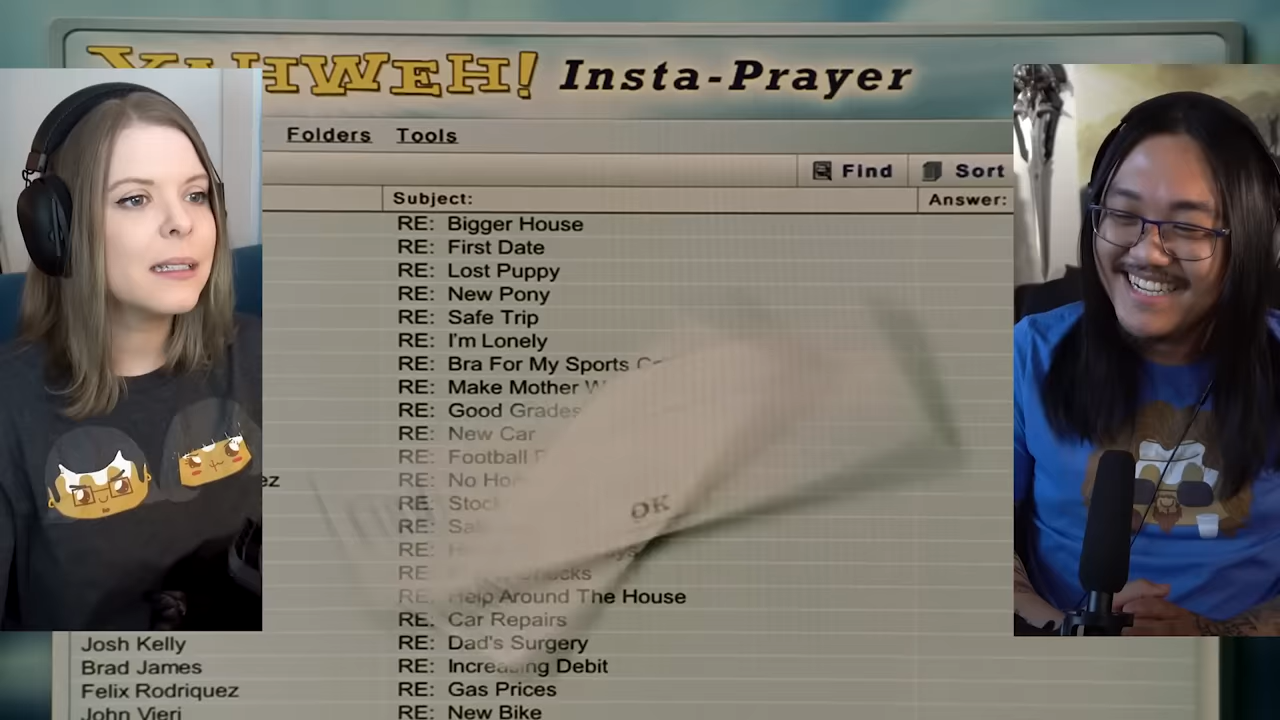 YAHWEH! Insta-Prayer
Folders Tools
Find Sort
Subject: Answer:
RE: Bigger House
RE: First Date
RE: Lost Puppy
RE: New Pony
RE: Safe Trip
RE: I'm Lonely
RE: Bra For My Sports
RE: Make Mother
RE: Good Grades
RE: New Car
RE: Football
ez RE: No
RE:
RE:
OK
RE:
RE:
RE: Help Around The House
RE: Car Repairs
Josh Kelly RE: Dad's Surgery
Brad James RE: Increasing Debit
Felix Rodriquez RE: Gas Prices
John Vieri RE: New Bike